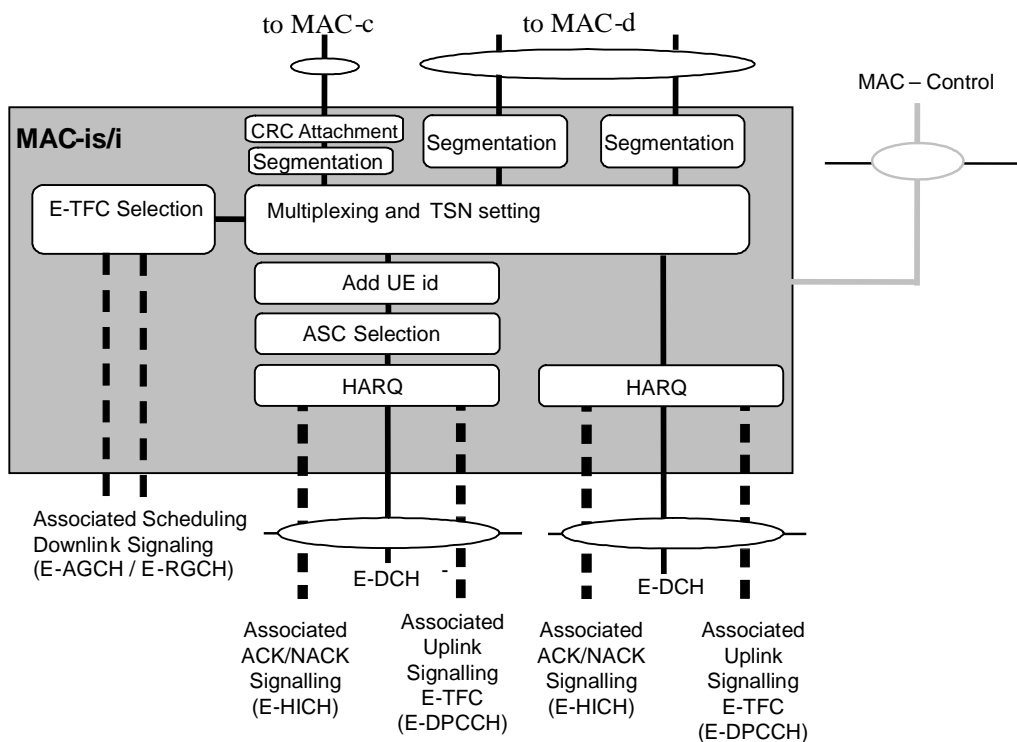 to MAC-c
to MAC-d
MAC – Control
MAC-is/i
CRC Attachment
Segmentation
Segmentation
Segmentation
E-TFC Selection
Multiplexing and TSN setting
Add UE id
ASC Selection
HARQ
HARQ
Associated Scheduling
Downlink Signaling
(E-AGCH / E-RGCH)
E-DCH
-
E-DCH
Associated
ACK/NACK
Signalling
(E-HICH)
Associated
Uplink
Signalling
E-TFC
(E-DPCCH)
Associated
ACK/NACK
Signalling
(E-HICH)
Associated
Uplink
Signalling
E-TFC
(E-DPCCH)